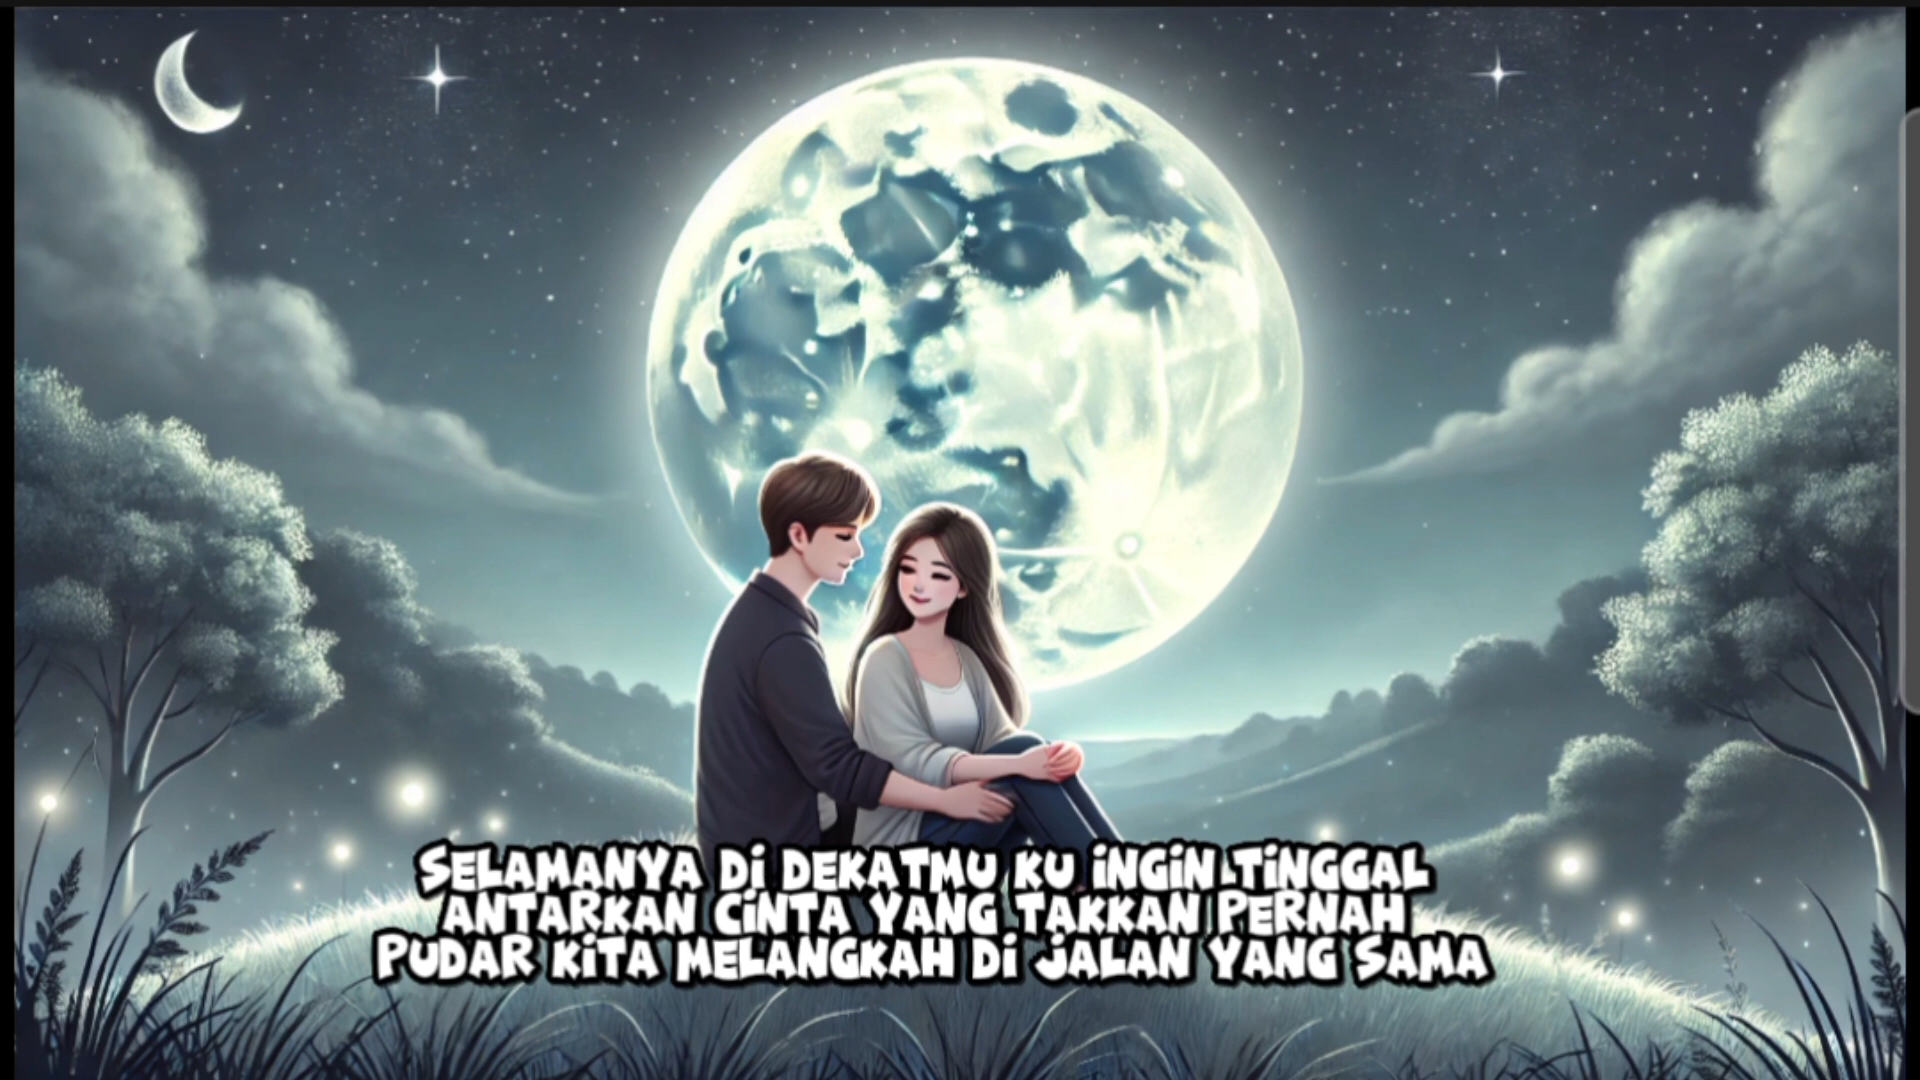 SELAMANYA Di DEKATMU KU iNGiN TiNGGAL
ANTARKAN CiNTA YANG TAKKAN PERNAH
PUDAR KiTA MELANGKAH Di JALAN YANG SAMA